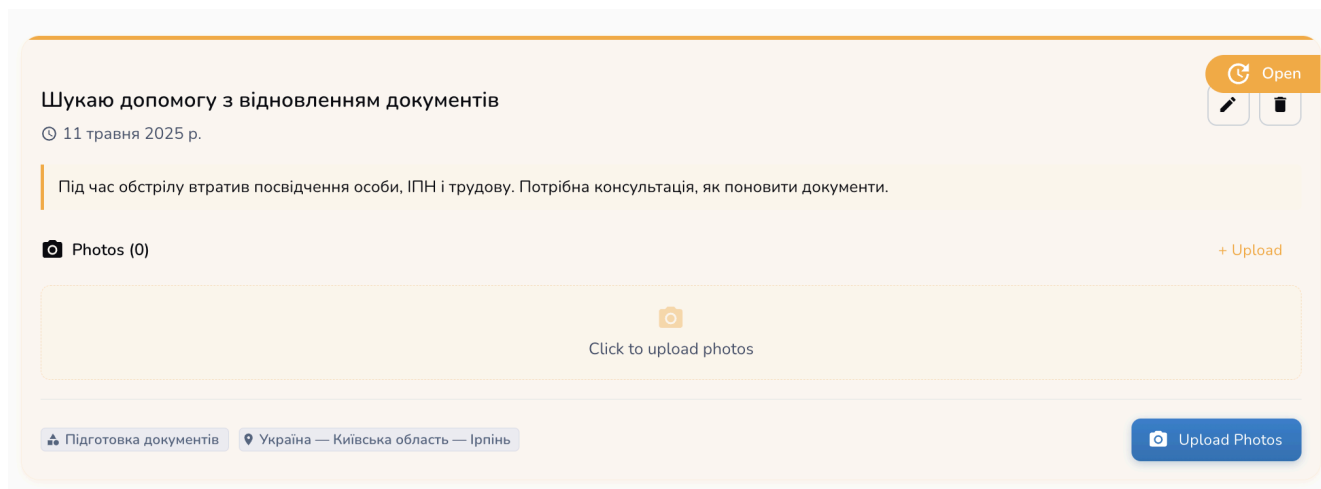 Open
Шукаю допомогу з відновленням документів
11 травня 2025 р.
Під час обстрілу втратив посвідчення особи, ІПН і трудову. Потрібна консультація, як поновити документи.
Photos (0)
+ Upload
Click to upload photos
Підготовка документів
Україна — Київська область — Ірпінь
Upload Photos